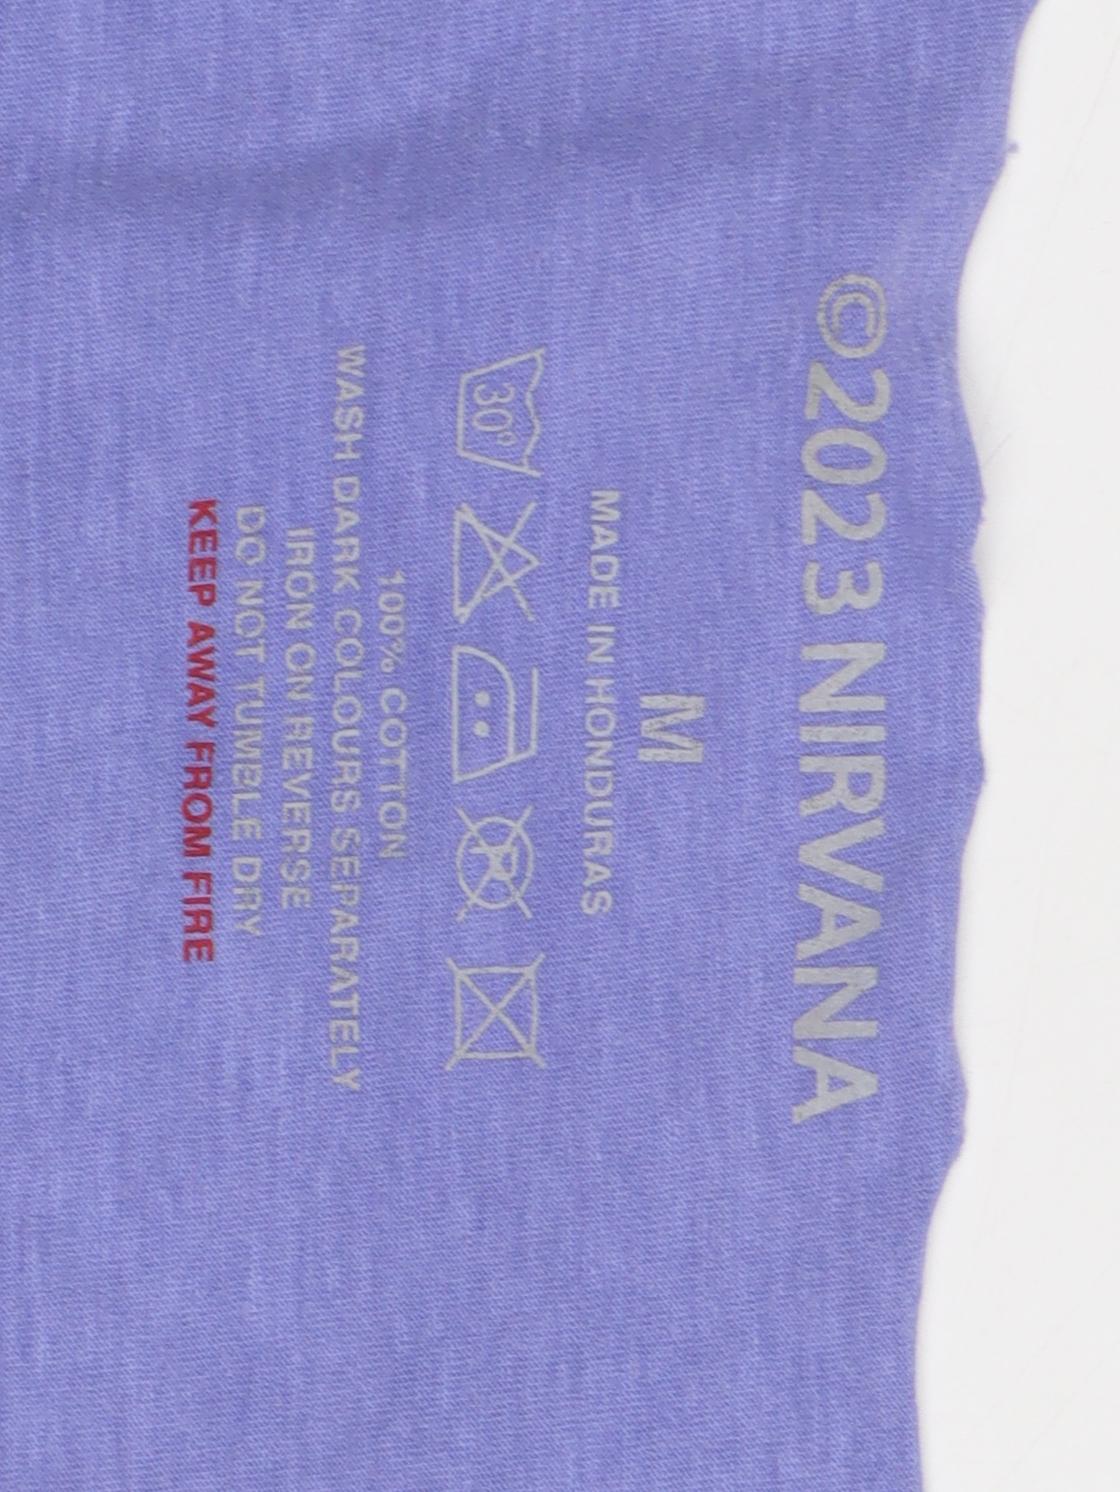 ©2023 NIRVANA
M
MADE IN HONDURAS
30°
P
100% COTTON
WASH DARK COLOURS SEPARATELY
IRON ON REVERSE
DO NOT TUMBLE DRY
KEEP AWAY FROM FIRE